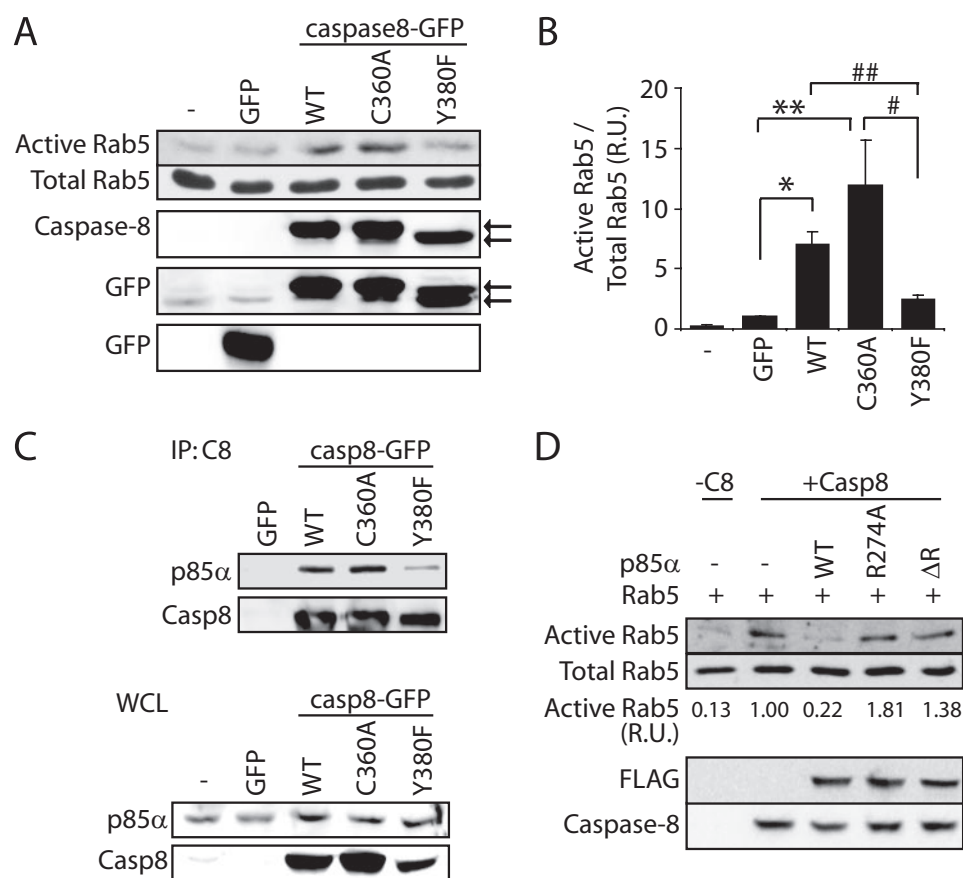 A
caspase8-GFP
- GFP WT C360A Y380F
Active Rab5
Total Rab5
Caspase-8
GFP
GFP
B
Active Rab5 /
Total Rab5 (R.U.)
20
15
10
5
0
##
** #
*
- GFP WT C360A Y380F
C
IP: C8 casp8-GFP
GFP WT C360A Y380F
p85α
Casp8
WCL casp8-GFP
- GFP WT C360A Y380F
p85α
Casp8
D
-C8 +Casp8
p85α - - WT R274A ΔR
Rab5 + + + + +
Active Rab5
Total Rab5
Active Rab5 0.13 1.00 0.22 1.81 1.38
(R.U.)
FLAG
Caspase-8